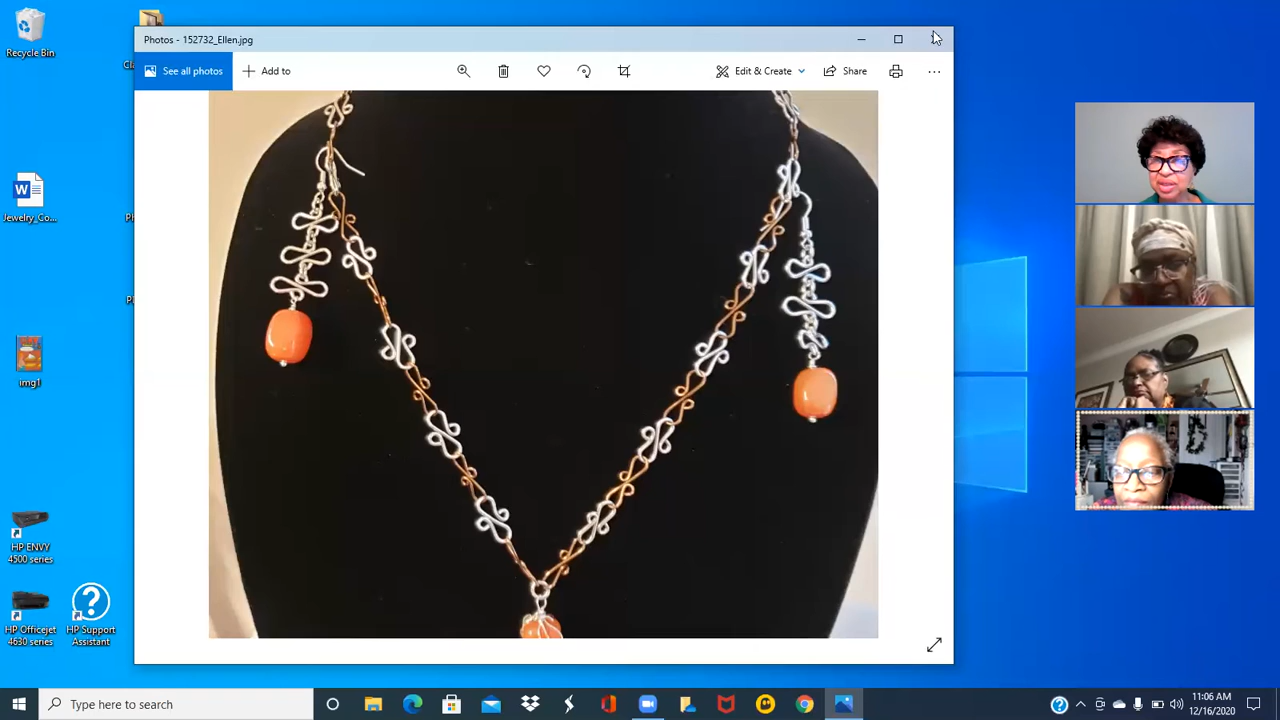 Recycle Bin
Photos - 152732_Ellen.jpg
See all photos
Add to
Edit & Create
Share
Jewelry_Co...
img1
HP ENVY
4500 series
HP Officejet
4630 series
HP Support
Assistant
Type here to search
11:06 AM
12/16/2020